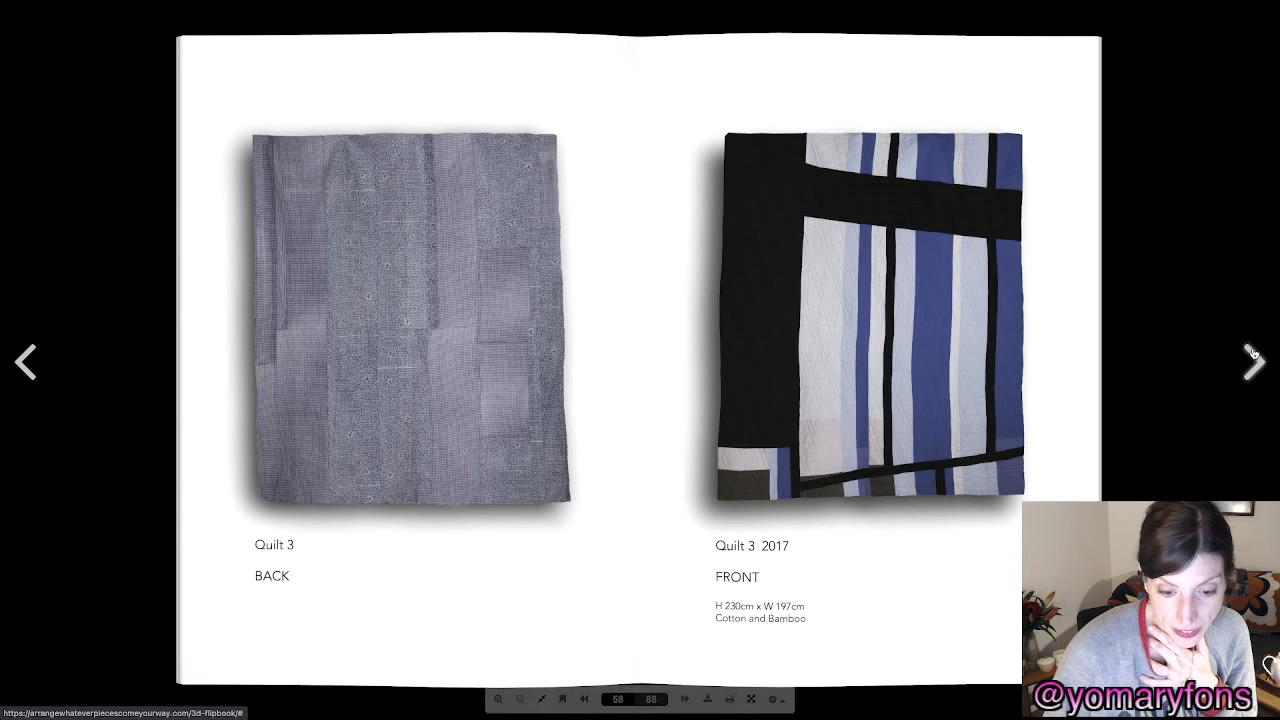 Quilt 3
BACK
Quilt 3 2017
FRONT
H 230cm x W 197cm
Cotton and Bamboo
58 88
https://arrangewhateverpiecescomeyourway.com/3d-flipbook/#
@yomaryfons